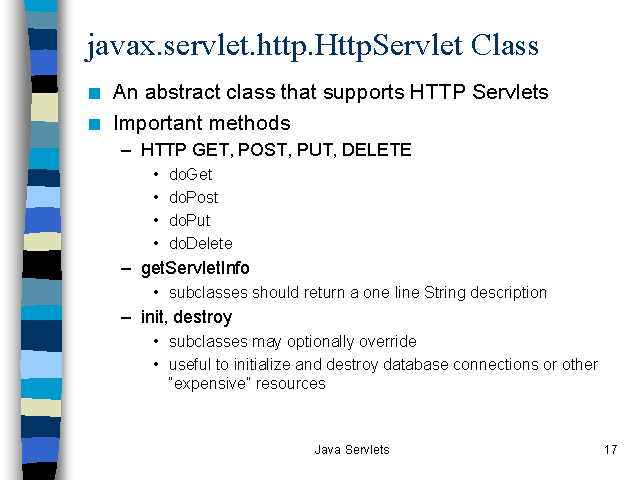 javax.servlet.http.HttpServlet Class
■ An abstract class that supports HTTP Servlets
■ Important methods
– HTTP GET, POST, PUT, DELETE
• doGet
• doPost
• doPut
• doDelete
– getServletInfo
• subclasses should return a one line String description
– init, destroy
• subclasses may optionally override
• useful to initialize and destroy database connections or other
“expensive” resources
Java Servlets
17